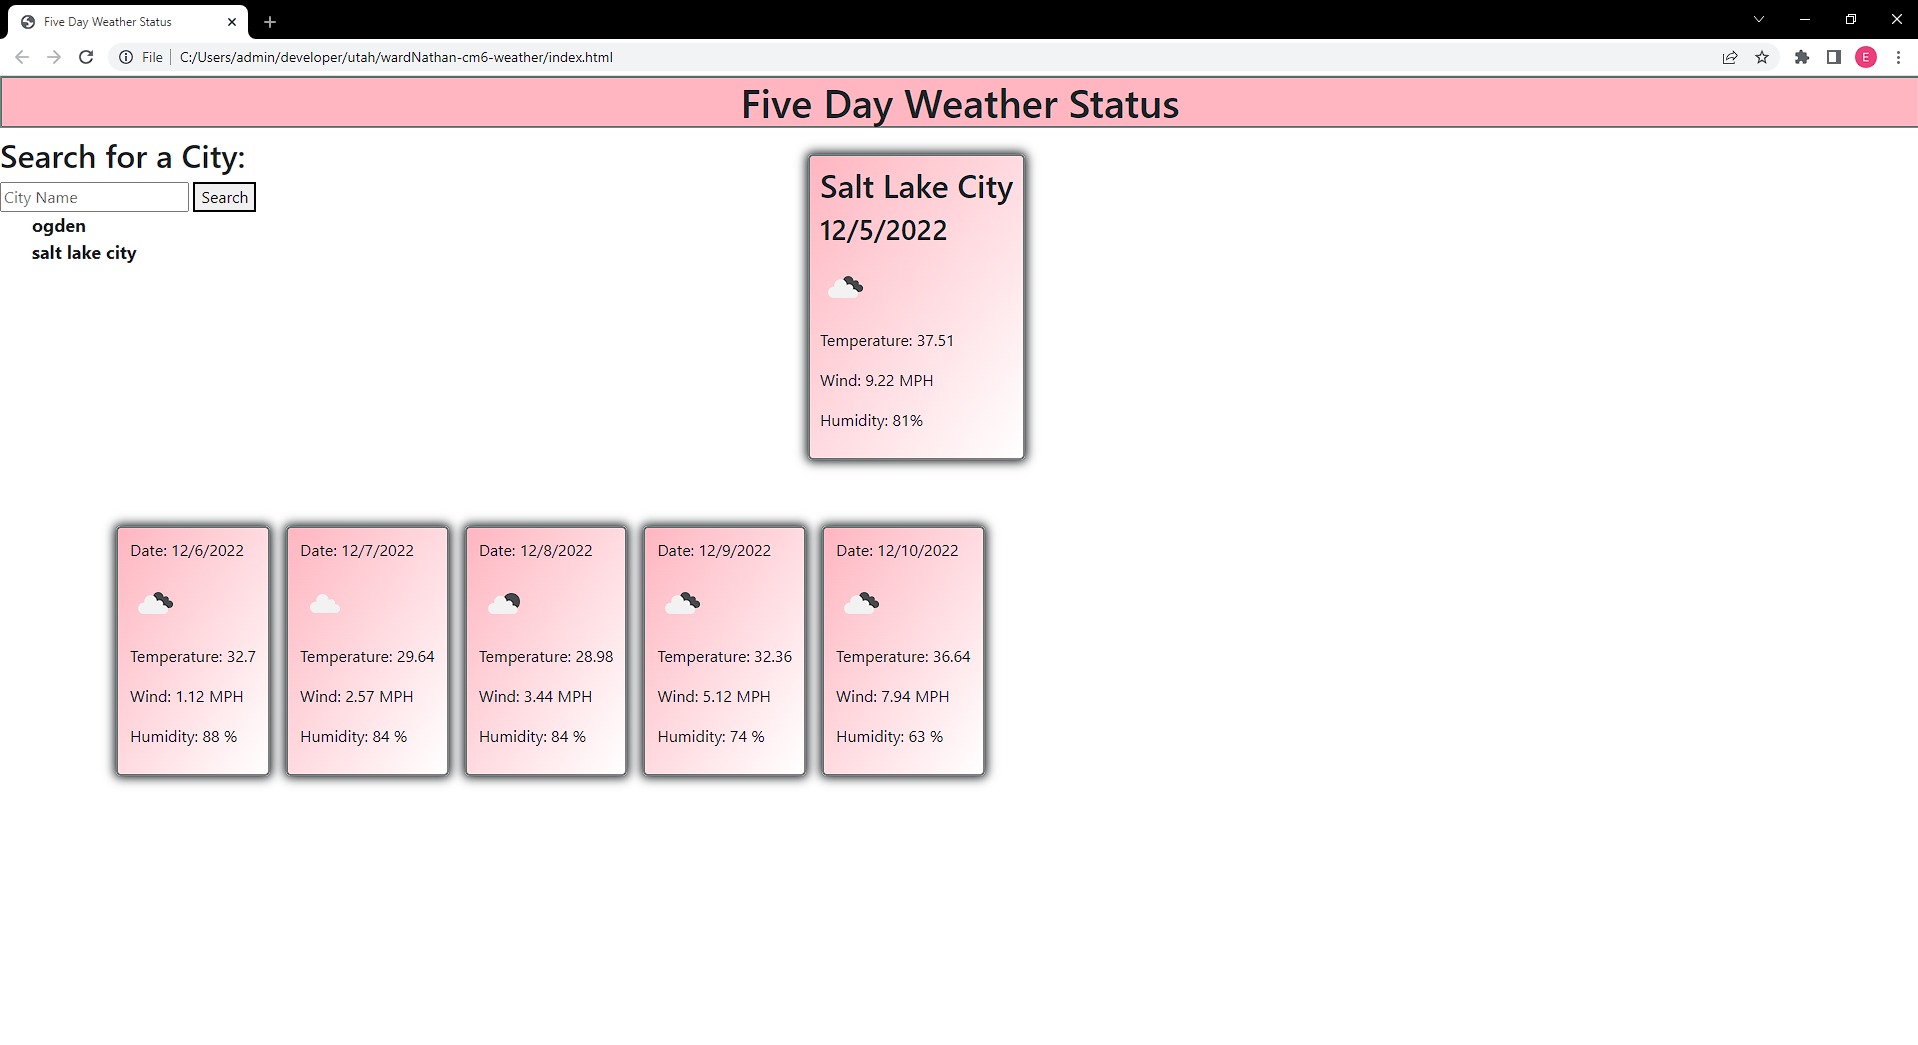 Five Day Weather Status
File C:/Users/admin/developer/utah/wardNathan-cm6-weather/index.html
E
Five Day Weather Status
Search for a City:
City Name Search
ogden
salt lake city
Salt Lake City
12/5/2022
Temperature: 37.51
Wind: 9.22 MPH
Humidity: 81%
Date: 12/6/2022
Temperature: 32.7
Wind: 1.12 MPH
Humidity: 88 %
Date: 12/7/2022
Temperature: 29.64
Wind: 2.57 MPH
Humidity: 84 %
Date: 12/8/2022
Temperature: 28.98
Wind: 3.44 MPH
Humidity: 84 %
Date: 12/9/2022
Temperature: 32.36
Wind: 5.12 MPH
Humidity: 74 %
Date: 12/10/2022
Temperature: 36.64
Wind: 7.94 MPH
Humidity: 63 %